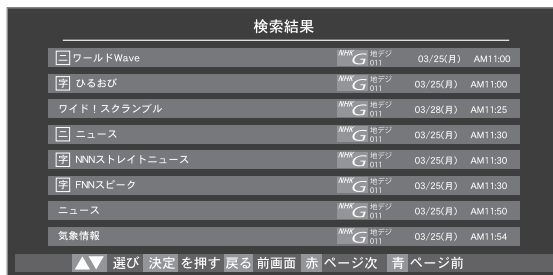 検索結果
二 ワールドWave NHK G 地デジ 011 03/25(月) AM11:00
字 ひるおび NHK G 地デジ 011 03/25(月) AM11:00
ワイド!スクランブル NHK G 地デジ 011 03/28(月) AM11:25
二 ニュース NHK G 地デジ 011 03/25(月) AM11:30
字 NNNストレイトニュース NHK G 地デジ 011 03/25(月) AM11:30
字 FNNスピーク NHK G 地デジ 011 03/25(月) AM11:30
ニュース NHK G 地デジ 011 03/25(月) AM11:50
気象情報 NHK G 地デジ 011 03/25(月) AM11:54
▲▼ 選び 決定 を押す 戻る 前画面 赤 ページ次 青 ページ前